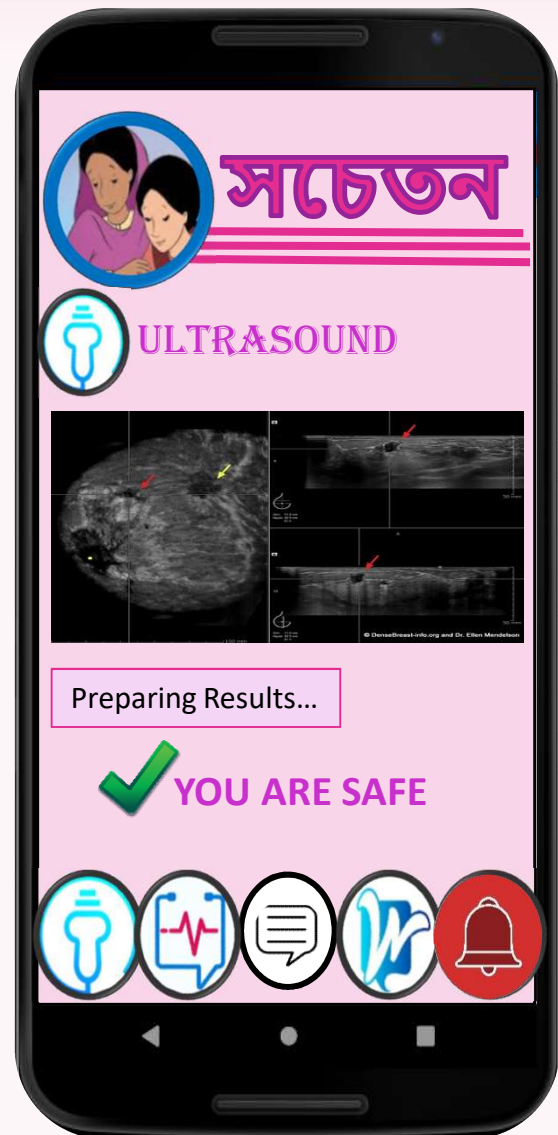 সচেতন
ULTRASOUND
© DenseBreast-info.org and Dr. Ellen Mendelson
Preparing Results...
YOU ARE SAFE
W